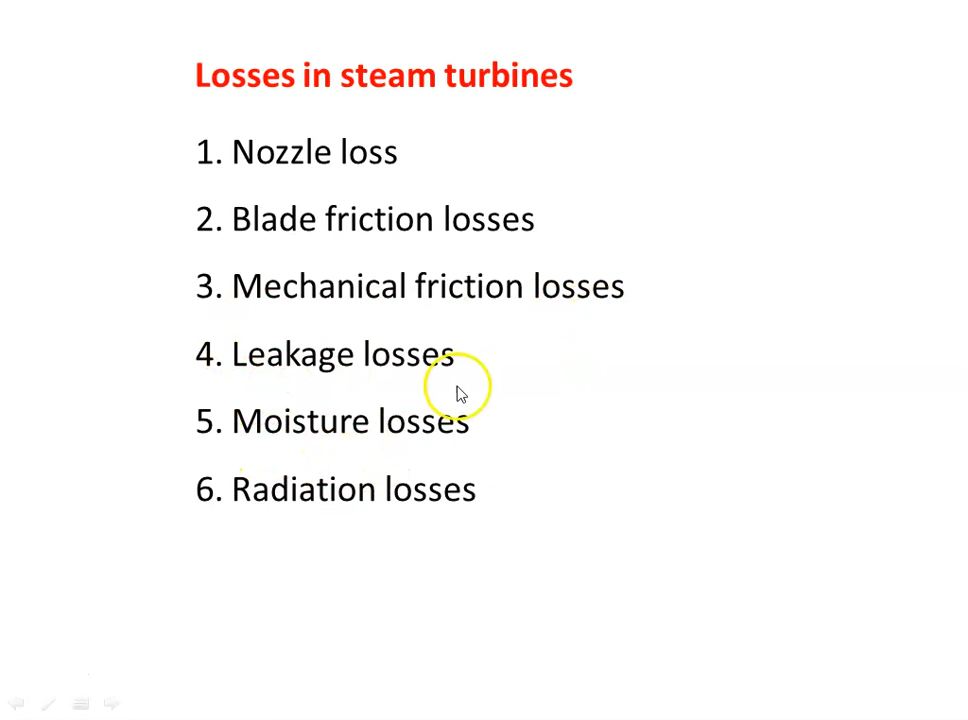 Losses in steam turbines
1. Nozzle loss
2. Blade friction losses
3. Mechanical friction losses
4. Leakage losses
5. Moisture losses
6. Radiation losses